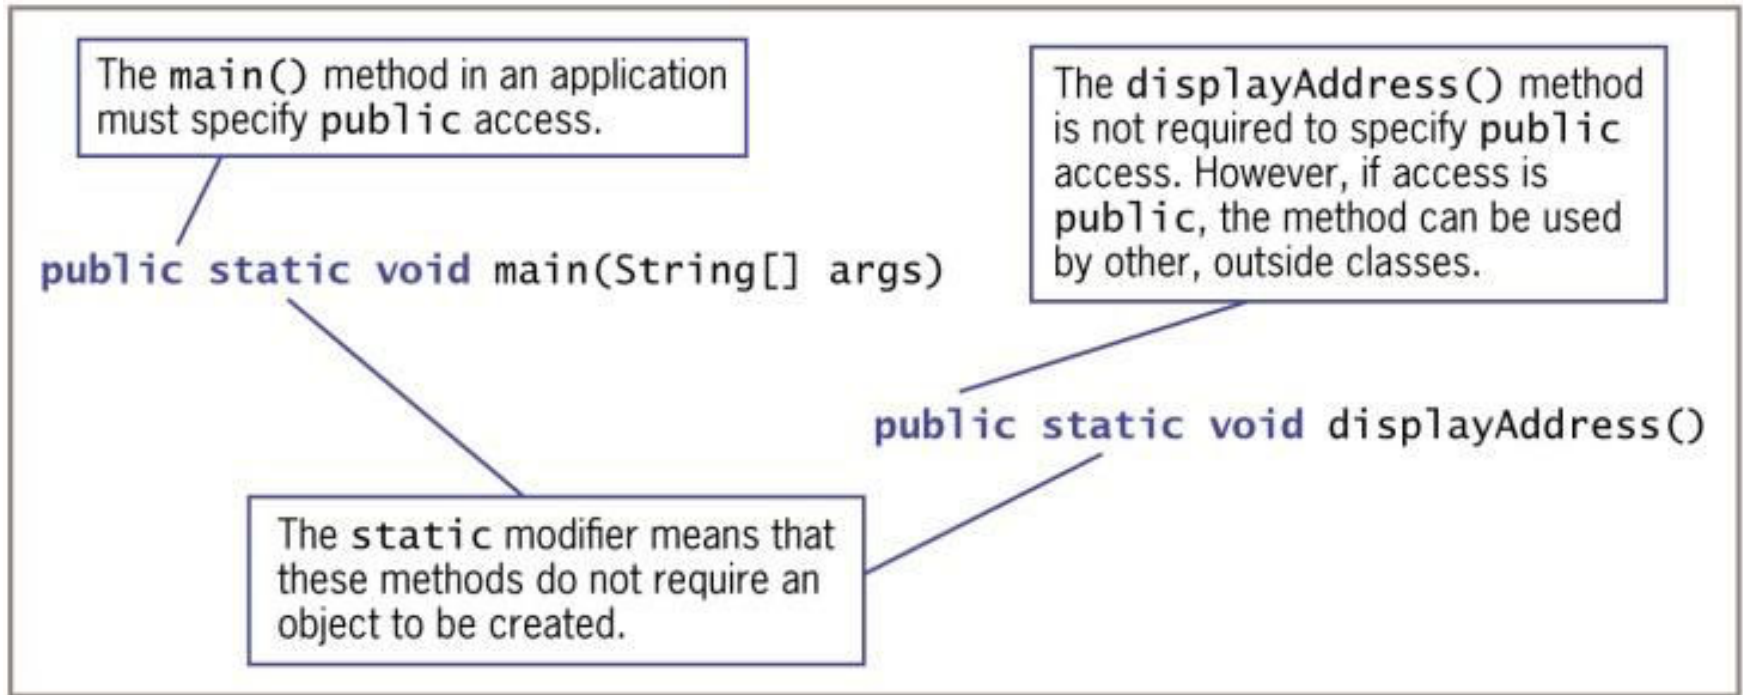 The main() method in an application
must specify public access.
The displayAddress() method
is not required to specify public
access. However, if access is
public, the method can be used
by other, outside classes.
public static void main(String[] args)
public static void displayAddress()
The static modifier means that
these methods do not require an
object to be created.